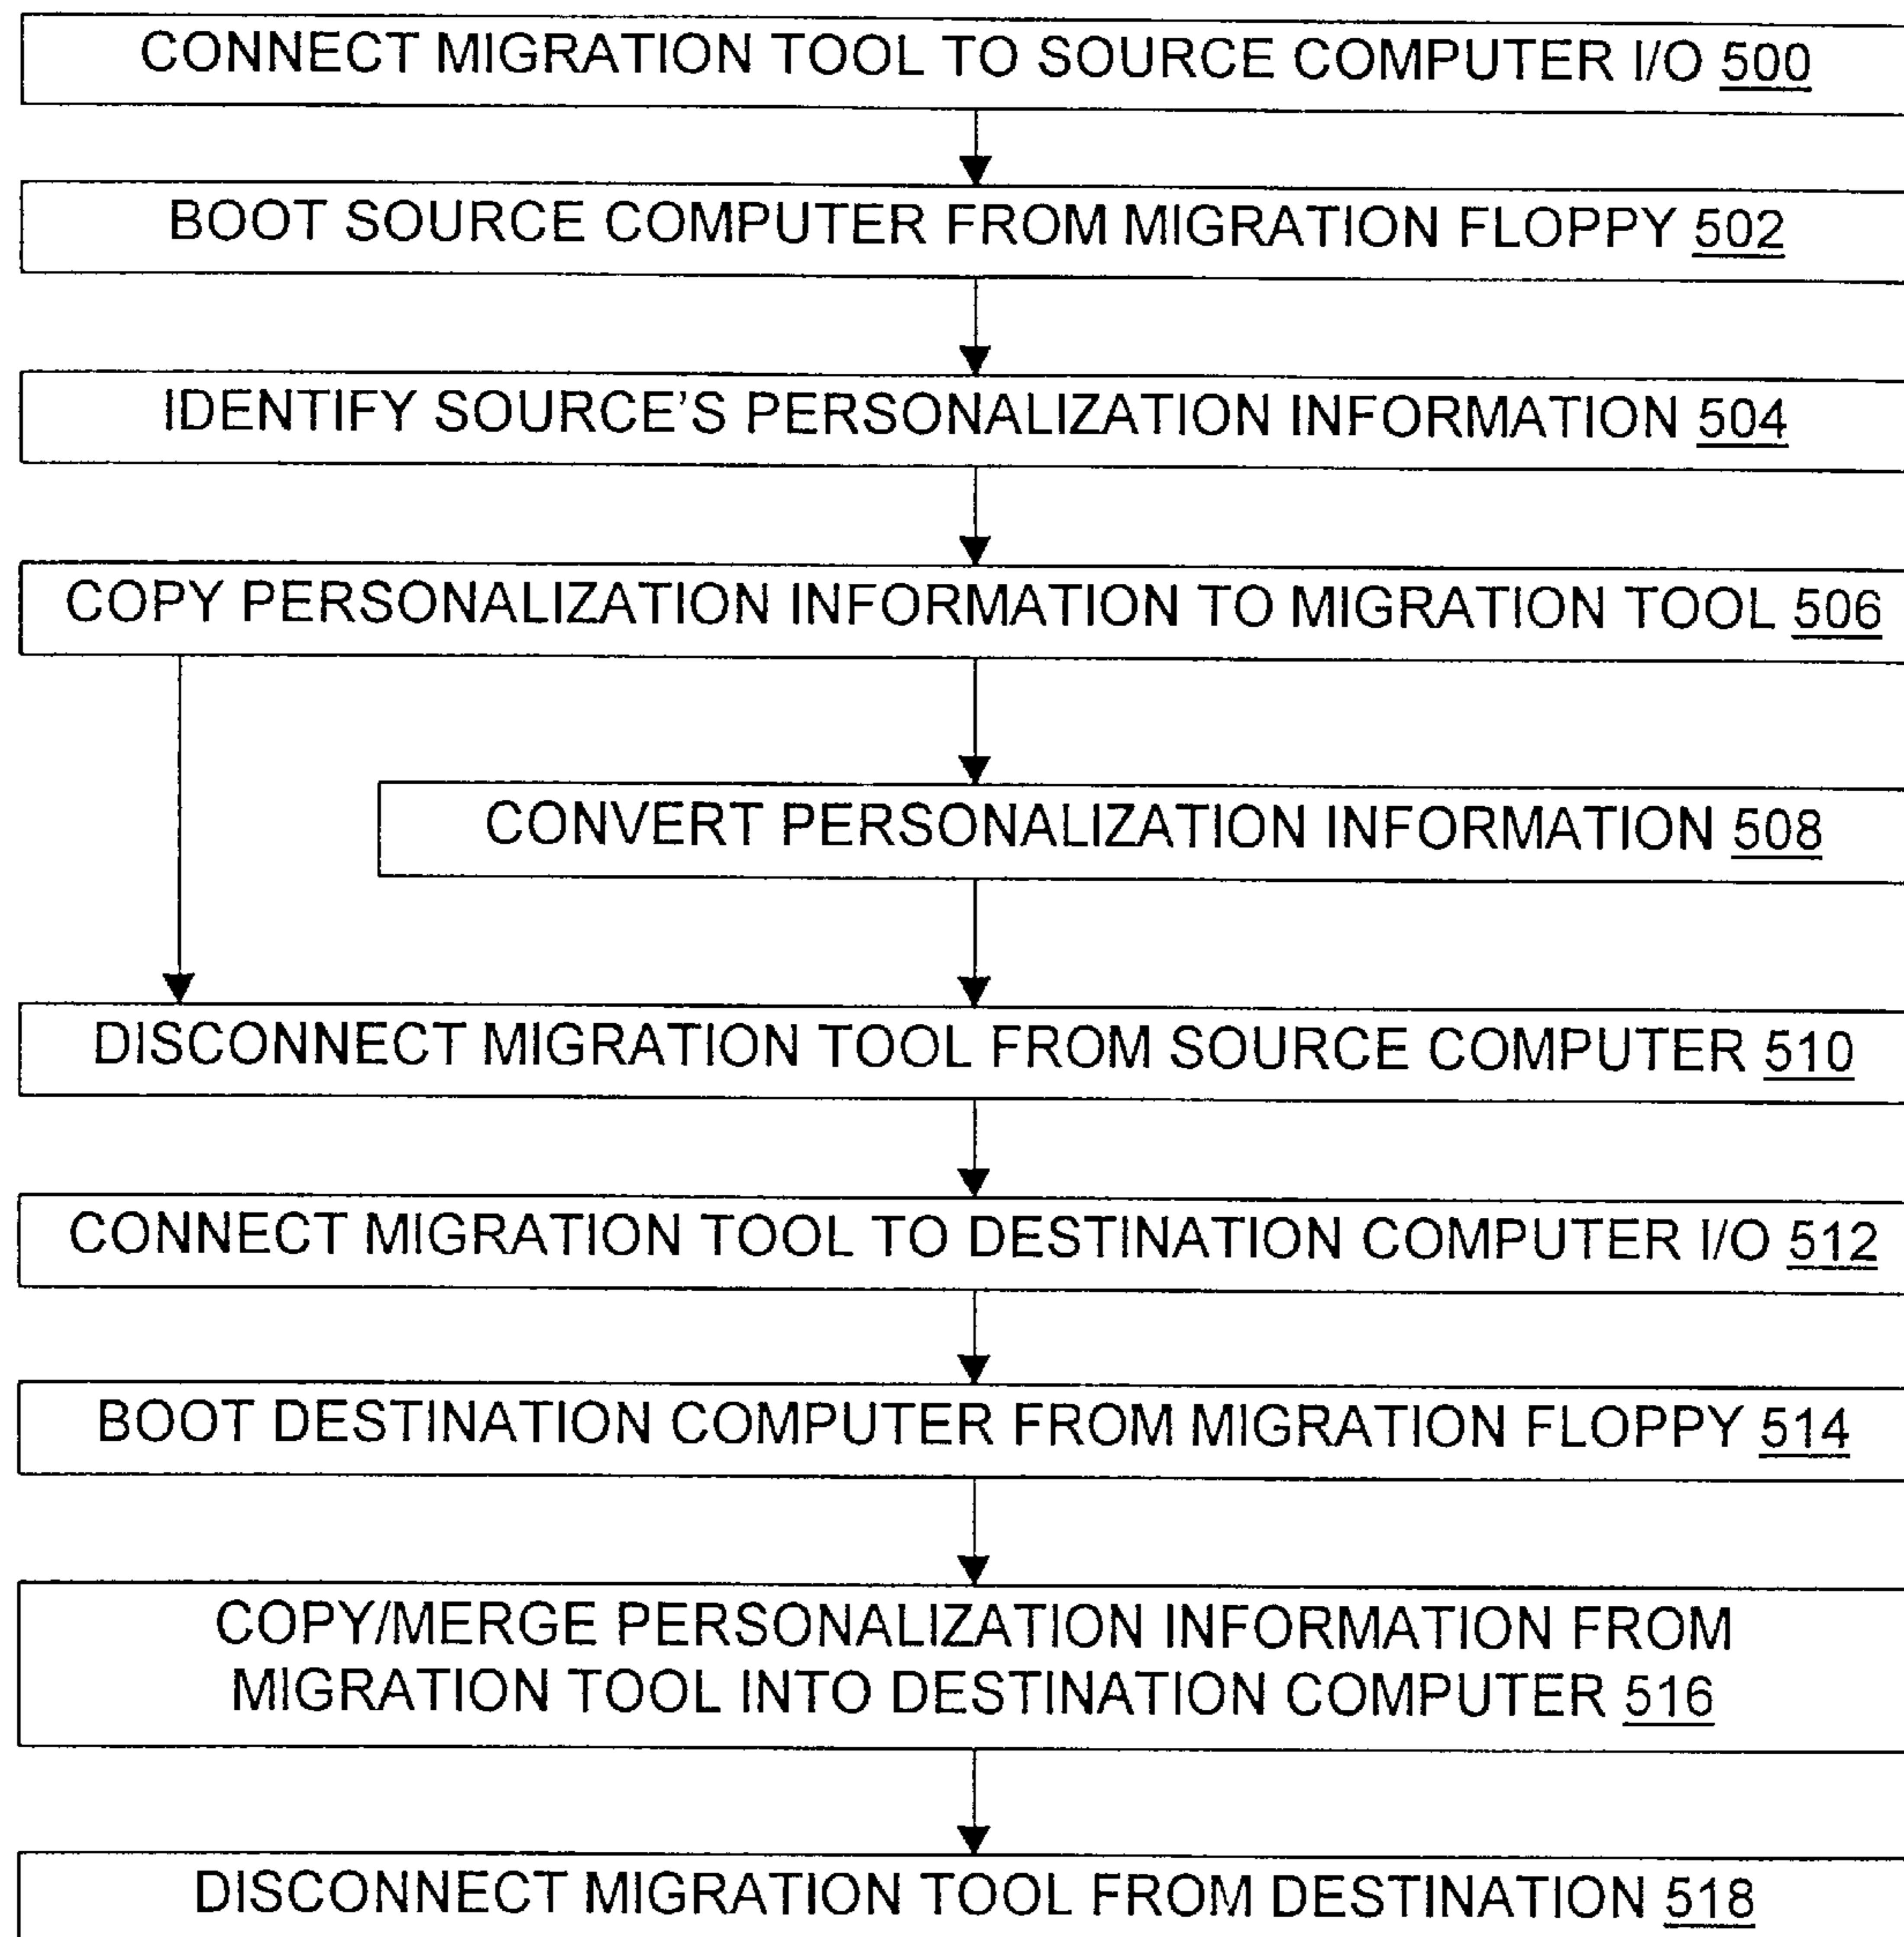 CONNECT MIGRATION TOOL TO SOURCE COMPUTER I/O 500
BOOT SOURCE COMPUTER FROM MIGRATION FLOPPY 502
IDENTIFY SOURCE'S PERSONALIZATION INFORMATION 504
COPY PERSONALIZATION INFORMATION TO MIGRATION TOOL 506
CONVERT PERSONALIZATION INFORMATION 508
DISCONNECT MIGRATION TOOL FROM SOURCE COMPUTER 510
CONNECT MIGRATION TOOL TO DESTINATION COMPUTER I/O 512
BOOT DESTINATION COMPUTER FROM MIGRATION FLOPPY 514
COPY/MERGE PERSONALIZATION INFORMATION FROM
MIGRATION TOOL INTO DESTINATION COMPUTER 516
DISCONNECT MIGRATION TOOL FROM DESTINATION 518